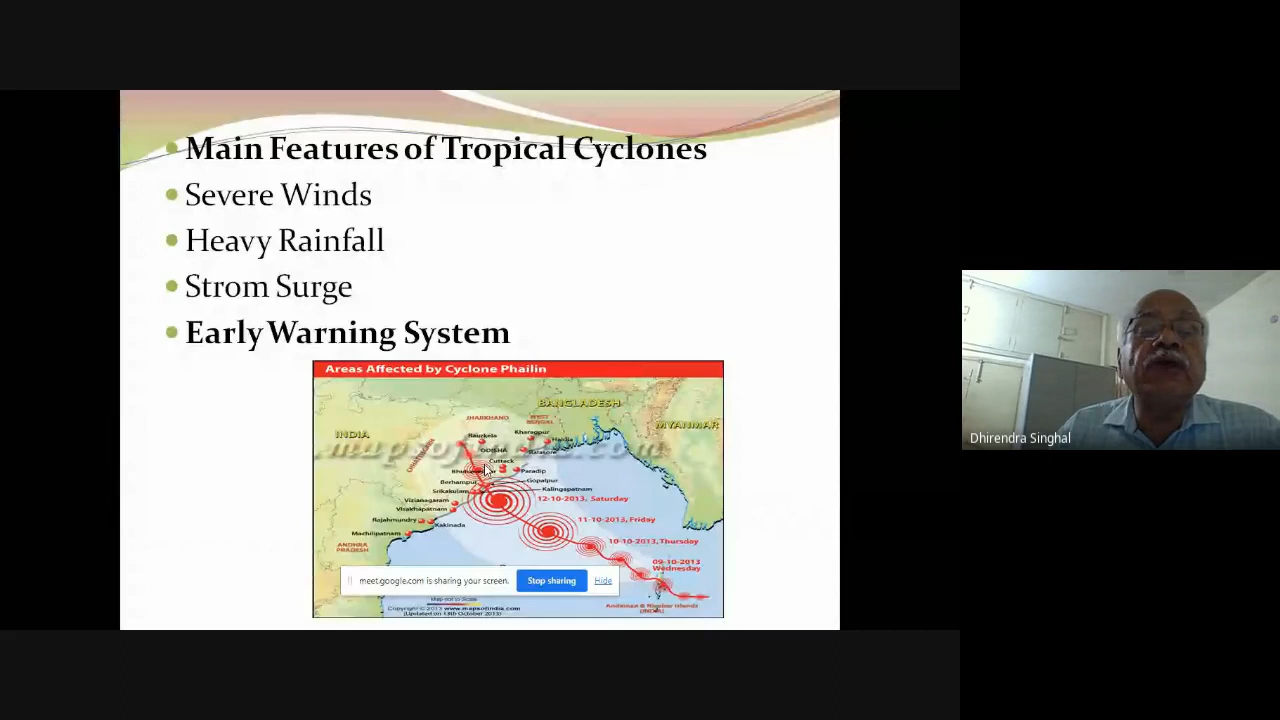 Main Features of Tropical Cyclones
Severe Winds
Heavy Rainfall
Strom Surge
Early Warning System
Areas Affected by Cyclone Phailin
BANGLADESH
MYANMAR
INDIA
JHARKHAND
WEST
BENGAL
Kharagpur
Haldia
Raurkela
ODISHA
Balasore
mapsofindia.com
Cuttack
Paradip
Berhampur
Gopalpur
Srikakulam
Kalingapatnam
Vizianagaram
Visakhapatnam
Rajahmundry
Kakinada
Machilipatnam
ANDHRA
PRADESH
12-10-2013, Saturday
11-10-2013, Friday
10-10-2013, Thursday
09-10-2013
Wednesday
Andaman & Nicobar Islands
meet.google.com is sharing your screen.
Stop sharing
Hide
Map not to Scale
Copyright © 2013 www.mapsofindia.com
(Updated on 13th October 2013)
Dhirendra Singhal